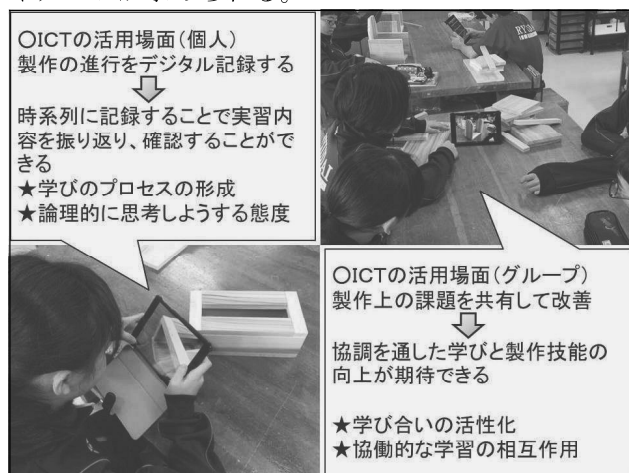 ○ICTの活用場面(個人)
製作の進行をデジタル記録する
時系列に記録することで実習内
容を振り返り、確認することがで
きる
★学びのプロセスの形成
★論理的に思考しようする態度
○ICTの活用場面(グループ)
製作上の課題を共有して改善
協調を通した学びと製作技能の
向上が期待できる
★学び合いの活性化
★協働的な学習の相互作用